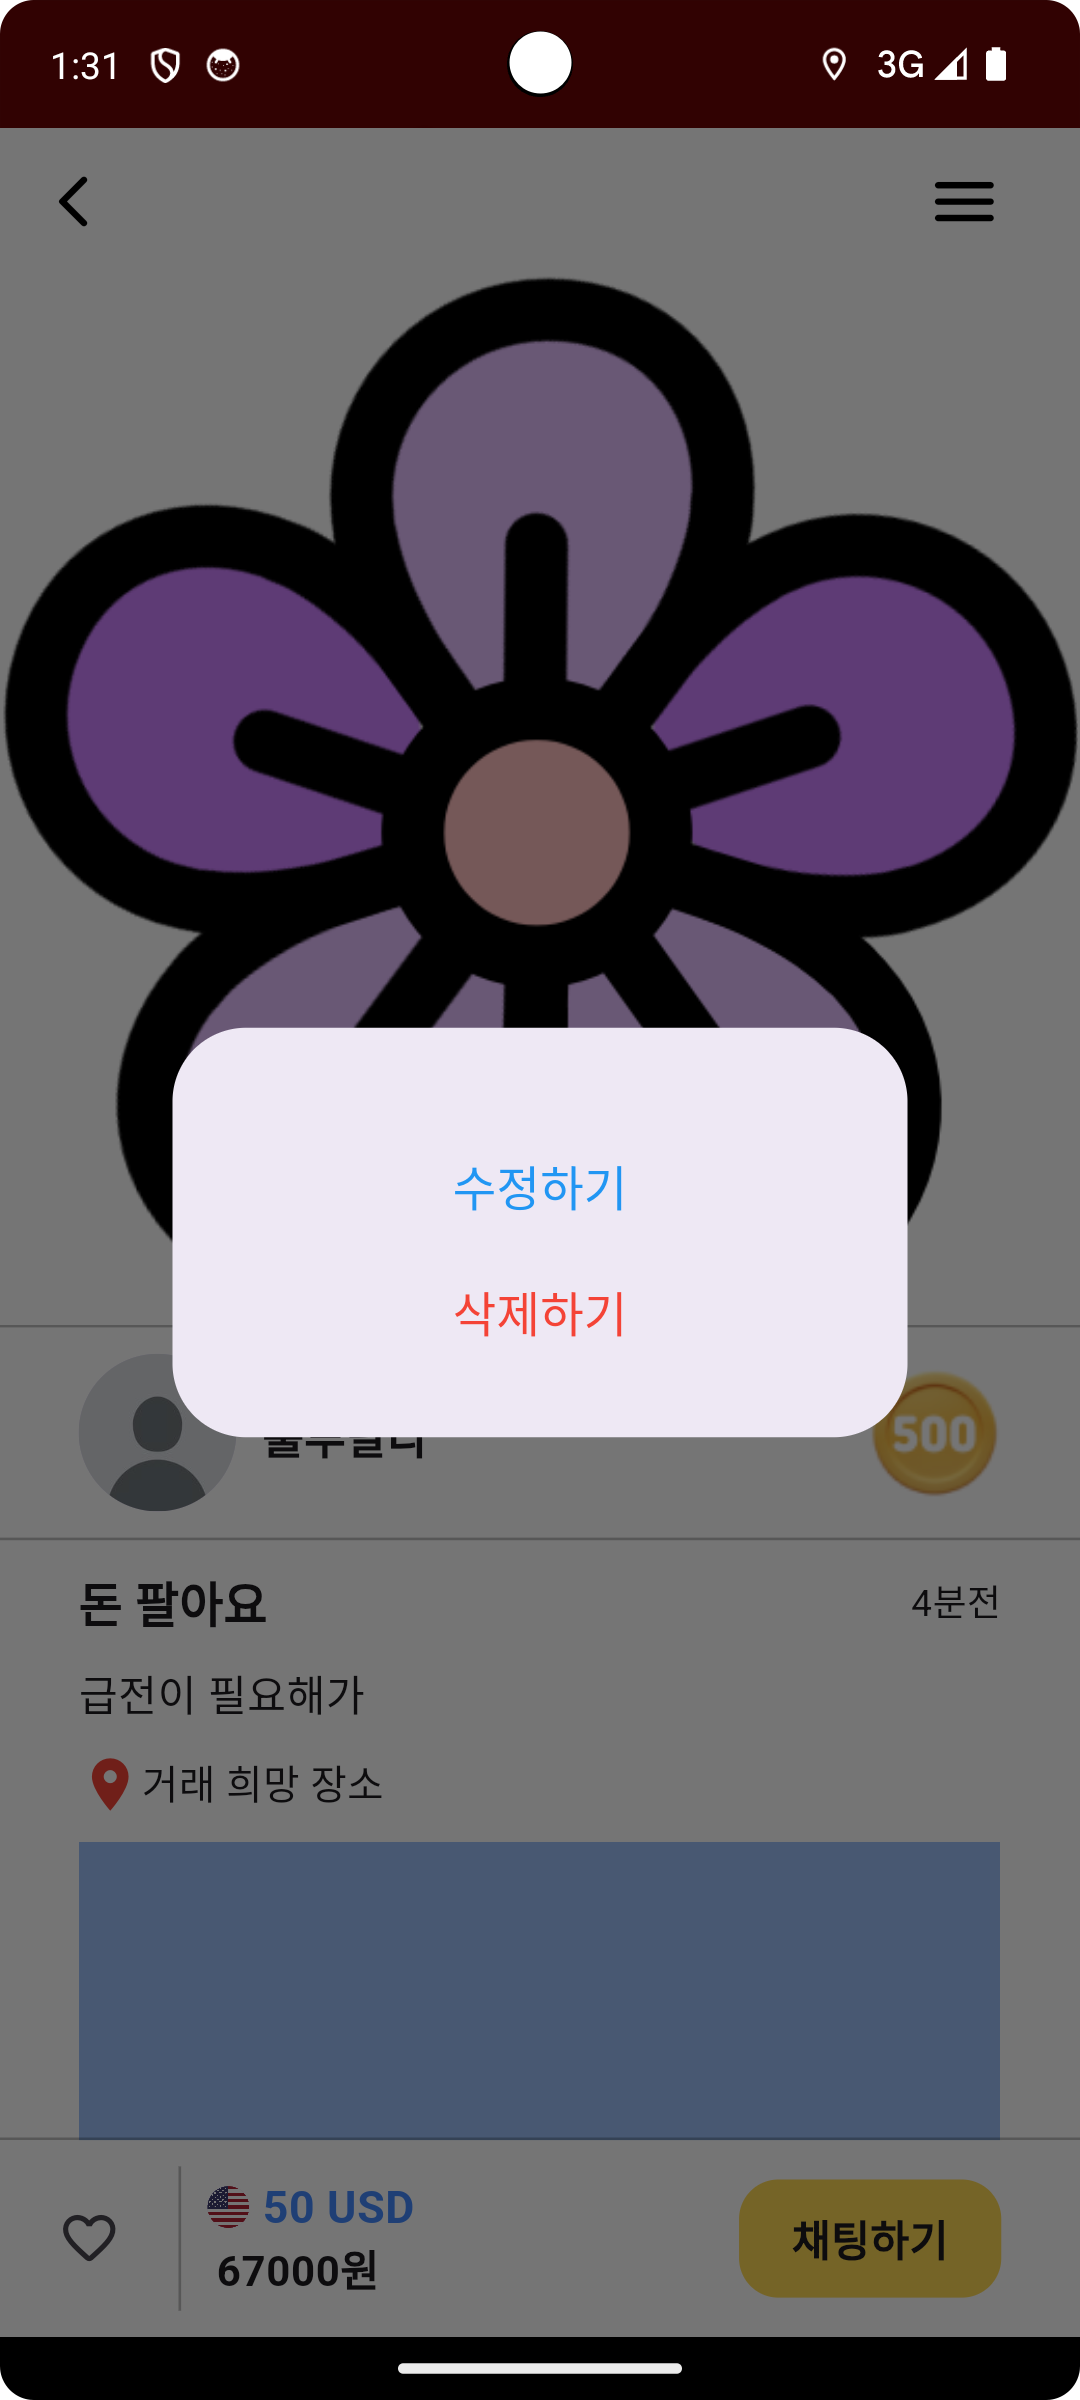 1:31
3G
수정하기
삭제하기
500
돈 팔아요
4분전
급전이 필요해가
거래 희망 장소
50 USD
67000원
채팅하기